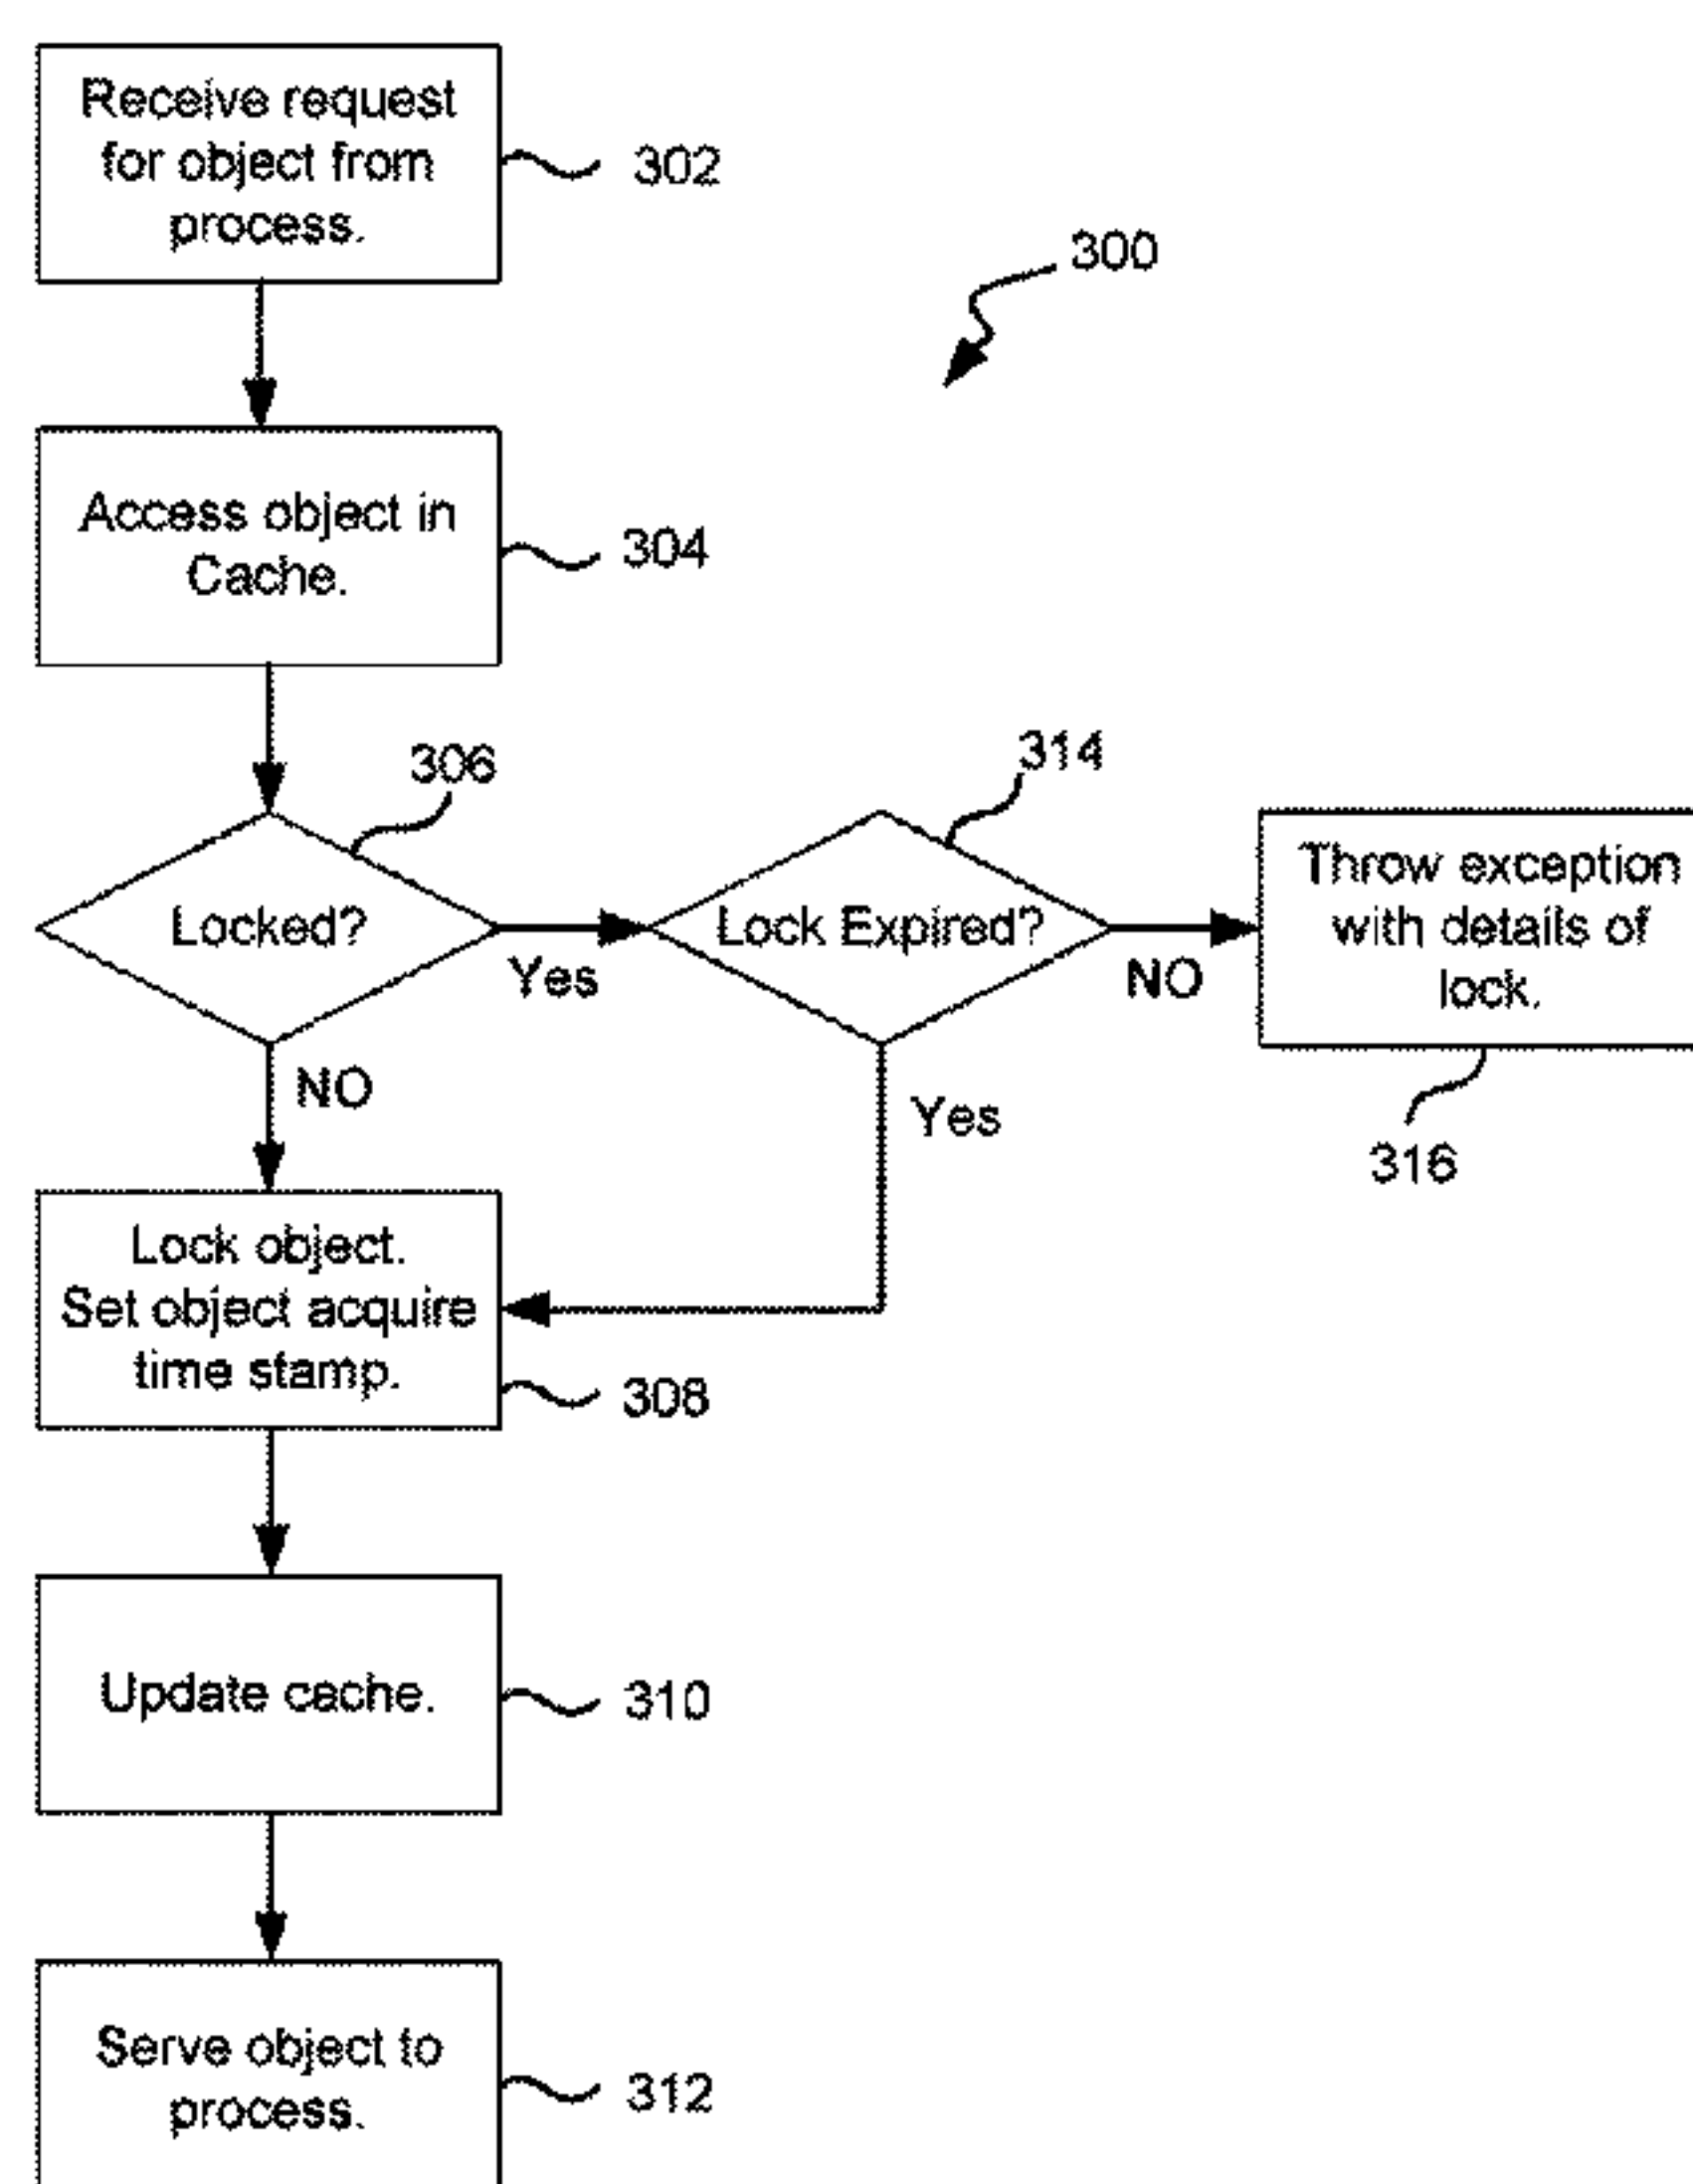 Receive request
for object from
process.
302
300
Access object in
Cache.
304
306
314
Locked?
Yes
Lock Expired?
NO
Throw exception
with details of
lock.
316
NO
Yes
Lock object.
Set object acquire
time stamp.
308
Update cache.
310
Serve object to
process.
312